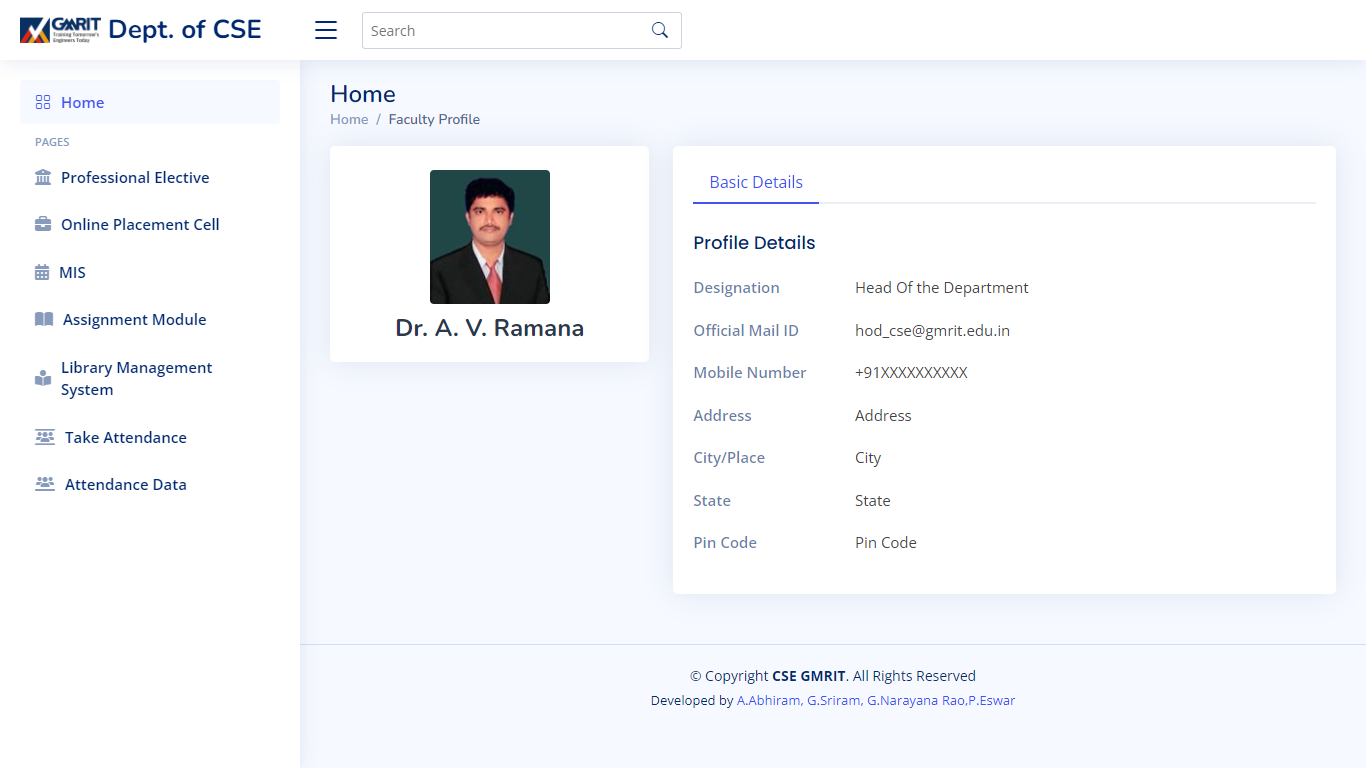 GMRIT
Training Tomorrow's
Engineers Today
Dept. of CSE
Search
Home
PAGES
Professional Elective
Online Placement Cell
MIS
Assignment Module
Library Management
System
Take Attendance
Attendance Data
Home
Home / Faculty Profile
Dr. A. V. Ramana
Basic Details
Profile Details
Designation Head Of the Department
Official Mail ID hod_cse@gmrit.edu.in
Mobile Number +91XXXXXXXXXX
Address Address
City/Place City
State State
Pin Code Pin Code
© Copyright CSE GMRIT. All Rights Reserved
Developed by A.Abhiram, G.Sriram, G.Narayana Rao,P.Eswar